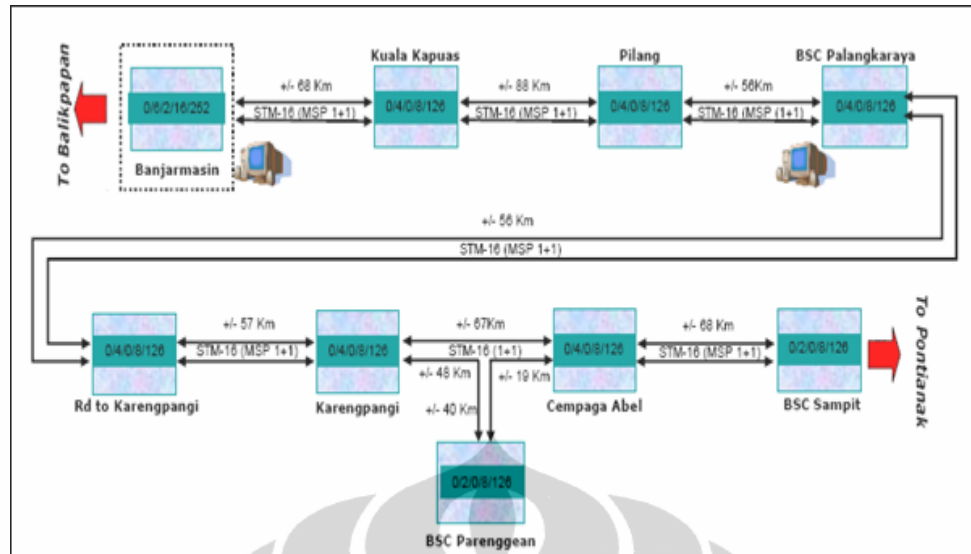 Kuala Kapuas
Pilang
BSC Palangkaraya
To Balikpapan
0/6/2/16/252
+/- 68 Km
STM-16 (MSP 1+1)
0/4/0/8/126
+/- 88 Km
STM-16 (MSP 1+1)
0/4/0/8/126
+/- 56Km
STM-16 (MSP (1+1)
0/4/0/8/126
Banjarmasin
+/- 56 Km
STM-16 (MSP 1+1)
0/4/0/8/126
+/- 57 Km
STM-16 (MSP 1+1)
0/4/0/8/126
+/- 67Km
STM-16 (1+1)
0/4/0/8/126
+/- 68 Km
STM-16 (MSP 1+1)
0/2/0/8/126
To Pontianak
+/- 48 Km
+/- 19 Km
Rd to Karengpangi
Karengpangi
Cempaga Abel
BSC Sampit
+/- 40 Km
0/2/0/8/126
BSC Parenggean